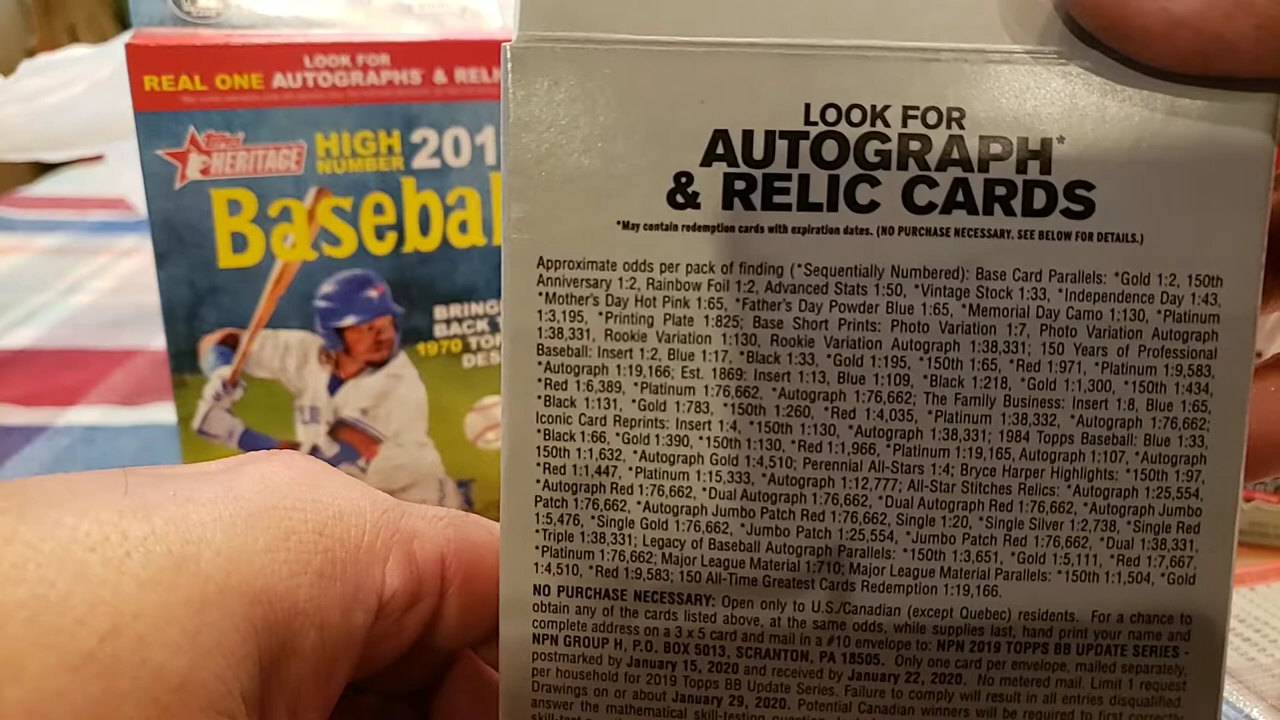 LOOK FOR
REAL ONE AUTOGRAPHS & RELI
Topps
HERITAGE
HIGH
NUMBER
201
Basebal
BRING
BACK
1970 TO
DES
LOOK FOR
AUTOGRAPH*
& RELIC CARDS
*May contain redemption cards with expiration dates. (NO PURCHASE NECESSARY. SEE BELOW FOR DETAILS.)
Approximate odds per pack of finding (*Sequentially Numbered): Base Card Parallels: *Gold 1:2, 150th
Anniversary 1:2, Rainbow Foil 1:2, Advanced Stats 1:50, *Vintage Stock 1:33, *Independence Day 1:43,
*Mother's Day Hot Pink 1:65, *Father's Day Powder Blue 1:65, *Memorial Day Camo 1:130, *Platinum
1:3,195, *Printing Plate 1:825; Base Short Prints: Photo Variation 1:7, Photo Variation Autograph
1:38,331, Rookie Variation 1:130, Rookie Variation Autograph 1:38,331; 150 Years of Professional
Baseball: Insert 1:2, Blue 1:17, *Black 1:33, *Gold 1:195, *150th 1:65, *Red 1:971, *Platinum 1:9,583,
*Autograph 1:19,166; Est. 1869: Insert 1:13, Blue 1:109, *Black 1:218, *Gold 1:1,300, *150th 1:434,
*Red 1:6,389, *Platinum 1:76,662, *Autograph 1:76,662; The Family Business: Insert 1:8, Blue 1:65,
*Black 1:131, *Gold 1:783, *150th 1:260, *Red 1:4,035, *Platinum 1:38,332, *Autograph 1:76,662;
Iconic Card Reprints: Insert 1:4, *150th 1:130, *Autograph 1:38,331; 1984 Topps Baseball: Blue 1:33,
*Black 1:66, *Gold 1:390, *150th 1:130, *Red 1:1,966, *Platinum 1:19,165, Autograph 1:107, *Autograph
150th 1:1,632, *Autograph Gold 1:4,510; Perennial All-Stars 1:4; Bryce Harper Highlights: *150th 1:97,
*Red 1:1,447, *Platinum 1:15,333, *Autograph 1:12,777; All-Star Stitches Relics: *Autograph 1:25,554,
*Autograph Red 1:76,662, *Dual Autograph 1:76,662, *Dual Autograph Red 1:76,662, *Autograph Jumbo
Patch 1:76,662, *Autograph Jumbo Patch Red 1:76,662, Single 1:20, *Single Silver 1:2,738, *Single Red
1:5,476, *Single Gold 1:76,662, *Jumbo Patch 1:25,554, *Jumbo Patch Red 1:76,662, *Dual 1:38,331,
*Triple 1:38,331; Legacy of Baseball Autograph Parallels: *150th 1:3,651, *Gold 1:5,111, *Red 1:7,667,
*Platinum 1:76,662; Major League Material 1:710; Major League Material Parallels: *150th 1:1,504, *Gold
1:4,510, *Red 1:9,583; 150 All-Time Greatest Cards Redemption 1:19,166.
NO PURCHASE NECESSARY: Open only to U.S./Canadian (except Quebec) residents. For a chance to
obtain any of the cards listed above, at the same odds, while supplies last, hand print your name and
complete address on a 3 x 5 card and mail in a #10 envelope to: NPN 2019 TOPPS BB UPDATE SERIES -
NPN GROUP H, P.O. BOX 5013, SCRANTON, PA 18505. Only one card per envelope, mailed separately,
postmarked by January 15, 2020 and received by January 22, 2020. No metered mail. Limit 1 request
per household for 2019 Topps BB Update Series. Failure to comply will result in all entries disqualified.
Drawings on or about January 29, 2020. Potential Canadian winners will be required to first correctly
answer the mathematical skill-testing question